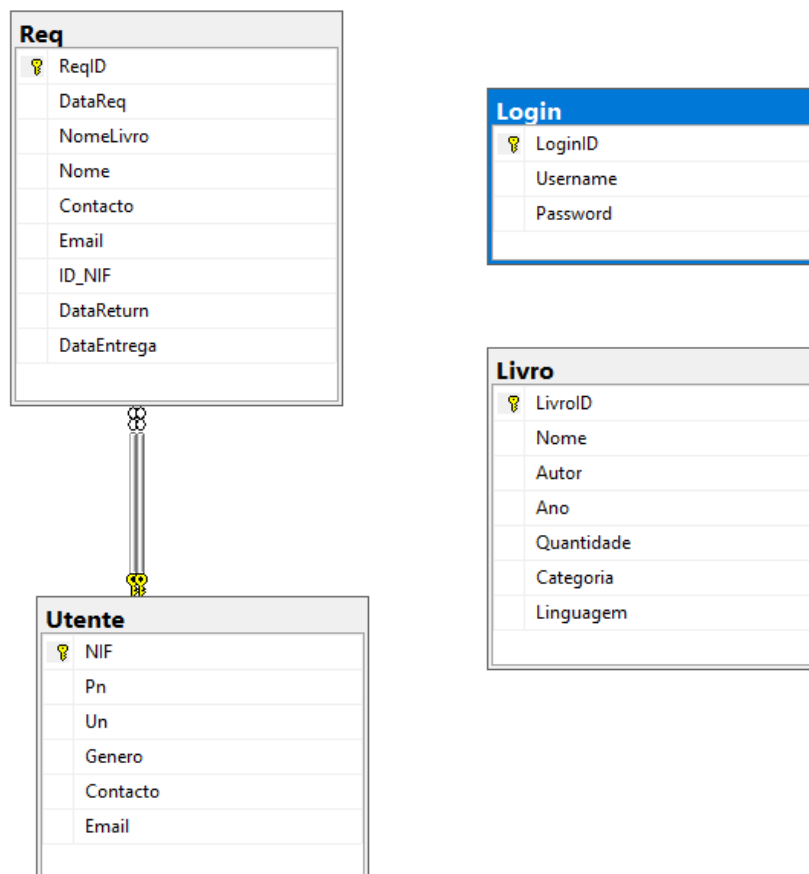 Req
ReqID
DataReq
NomeLivro
Nome
Contacto
Email
ID_NIF
DataReturn
DataEntrega
Login
LoginID
Username
Password
Livro
LivroID
Nome
Autor
Ano
Quantidade
Categoria
Linguagem
Utente
NIF
Pn
Un
Genero
Contacto
Email